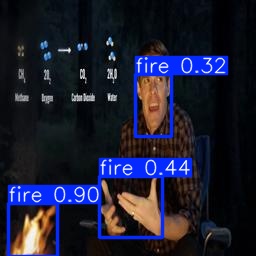 fire 0.32
CH₄ 2O₂ → CO₂ 2H₂O
Methane Oxygen Carbon Dioxide Water
fire 0.44
fire 0.90